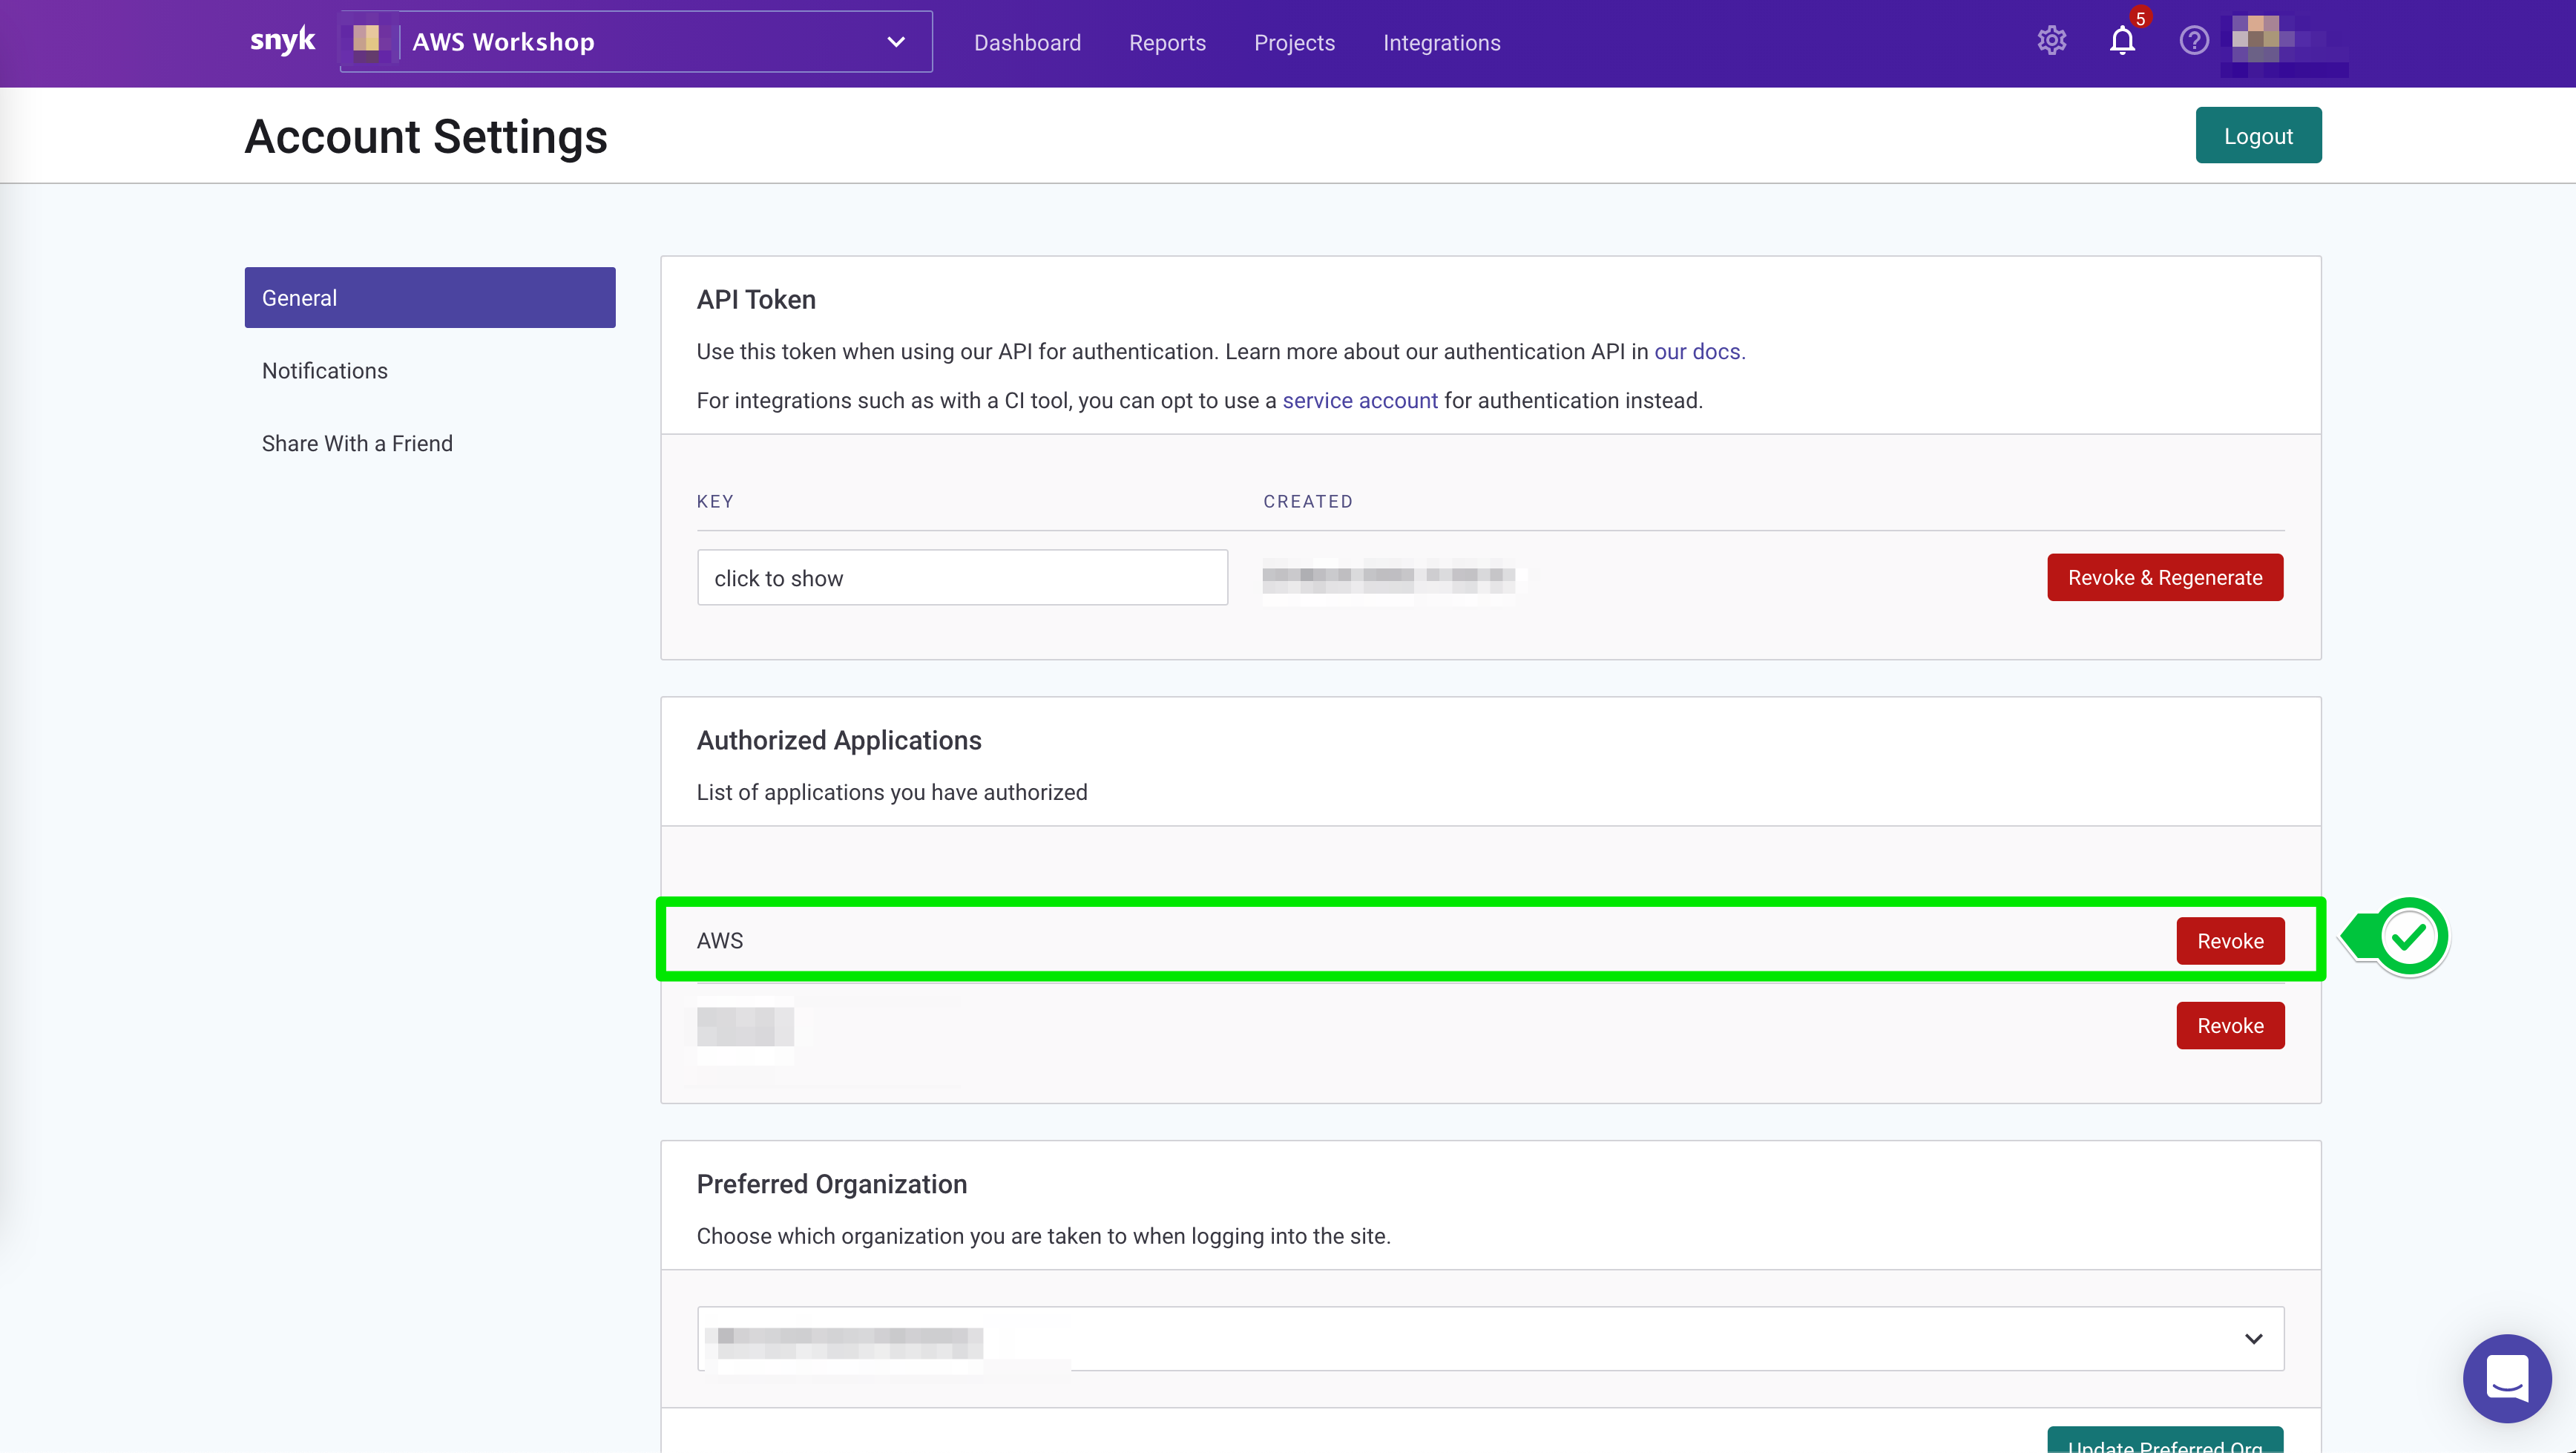 snyk
AWS Workshop
Dashboard
Reports
Projects
Integrations
5
Account Settings
Logout
General
Notifications
Share With a Friend
API Token
Use this token when using our API for authentication. Learn more about our authentication API in our docs.
For integrations such as with a CI tool, you can opt to use a service account for authentication instead.
KEY
CREATED
click to show
Revoke & Regenerate
Authorized Applications
List of applications you have authorized
AWS
Revoke
Revoke
Preferred Organization
Choose which organization you are taken to when logging into the site.
Update Preferred Org